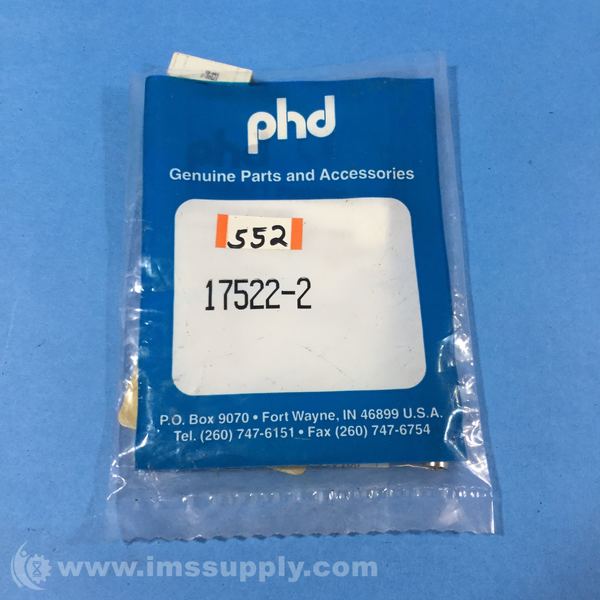 phd
Genuine Parts and Accessories
552
17522-2
P.O. Box 9070 • Fort Wayne, IN 46899 U.S.A.
Tel. (260) 747-6151 • Fax (260) 747-6754
www.imssupply.com